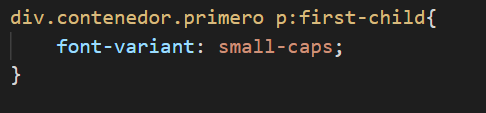 div.contenedor.primero p:first-child{
    font-variant: small-caps;
}